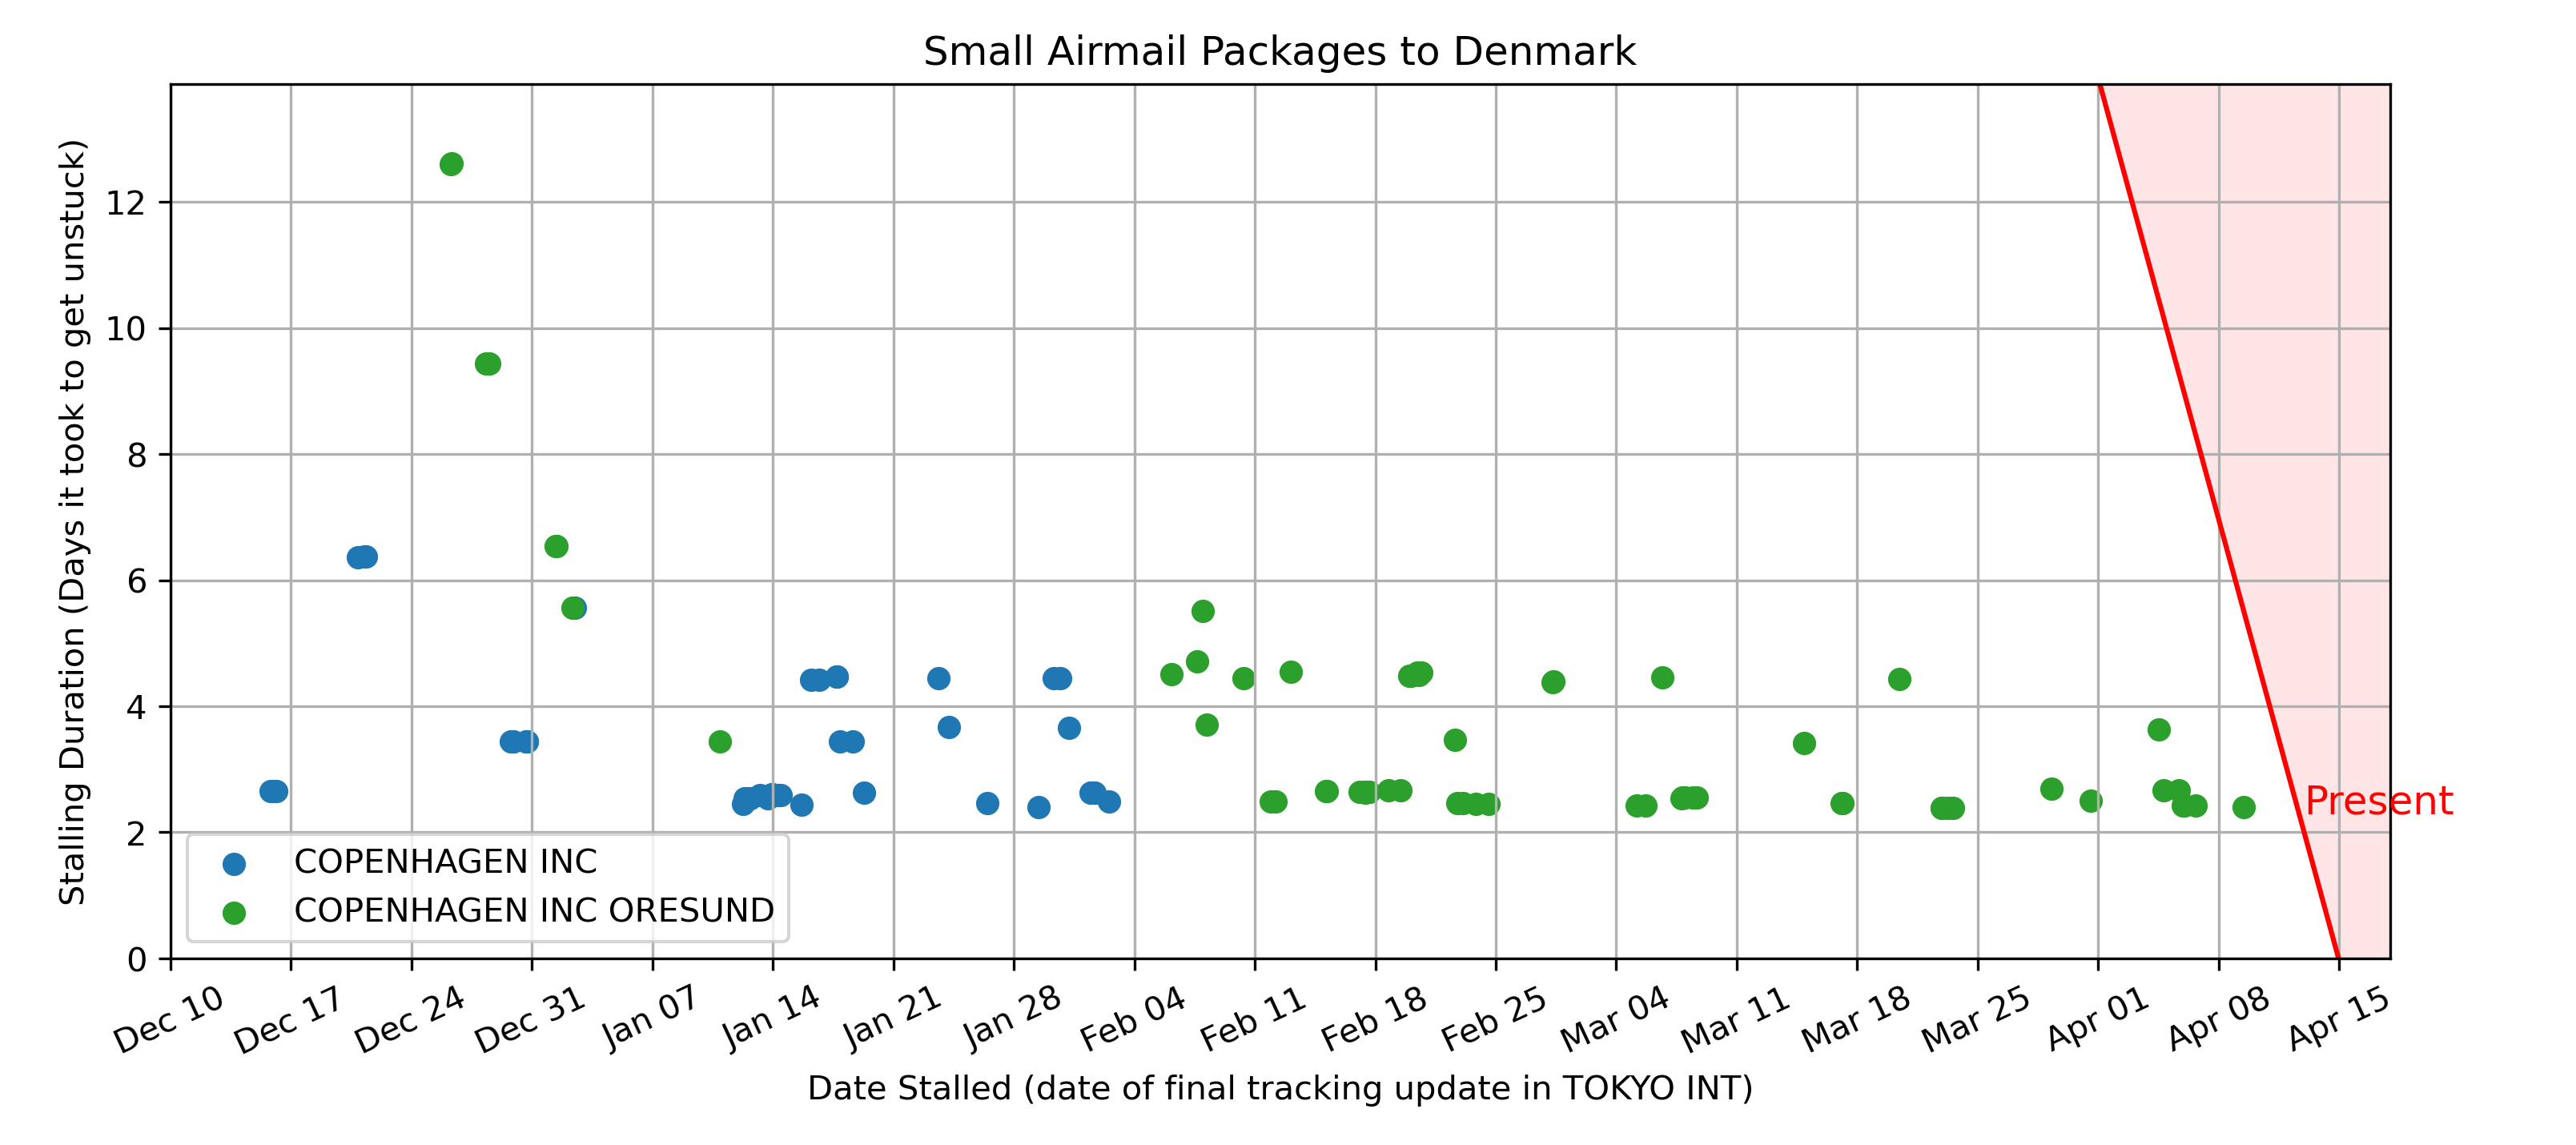 Small Airmail Packages to Denmark
Stalling Duration (Days it took to get unstuck)
12
10
8
6
4
2
0
Present
COPENHAGEN INC
COPENHAGEN INC ORESUND
Dec 10
Dec 17
Dec 24
Dec 31
Jan 07
Jan 14
Jan 21
Jan 28
Feb 04
Feb 11
Feb 18
Feb 25
Mar 04
Mar 11
Mar 18
Mar 25
Apr 01
Apr 08
Apr 15
Date Stalled (date of final tracking update in TOKYO INT)